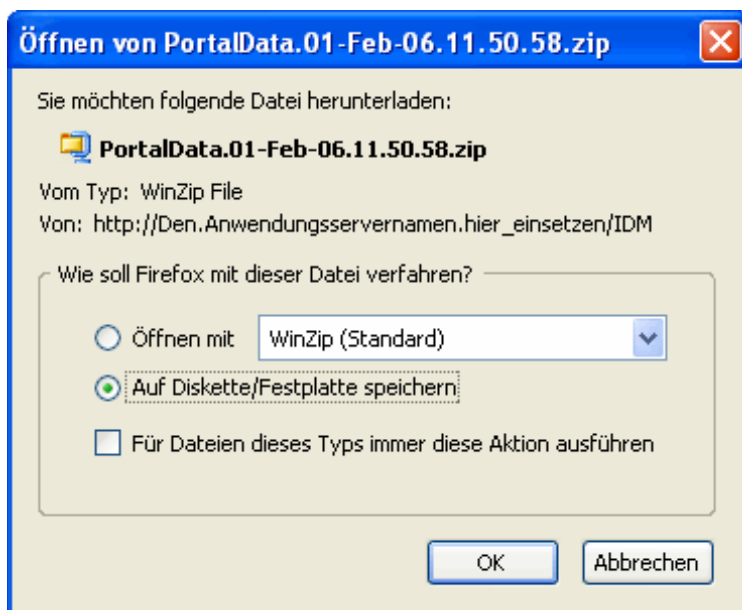 Öffnen von PortalData.01-Feb-06.11.50.58.zip
Sie möchten folgende Datei herunterladen:
PortalData.01-Feb-06.11.50.58.zip
Vom Typ: WinZip File
Von: http://Den.Anwendungsservernamen.hier_einsetzen/IDM
Wie soll Firefox mit dieser Datei verfahren?
Öffnen mit WinZip (Standard)
Auf Diskette/Festplatte speichern
Für Dateien dieses Typs immer diese Aktion ausführen
OK Abbrechen